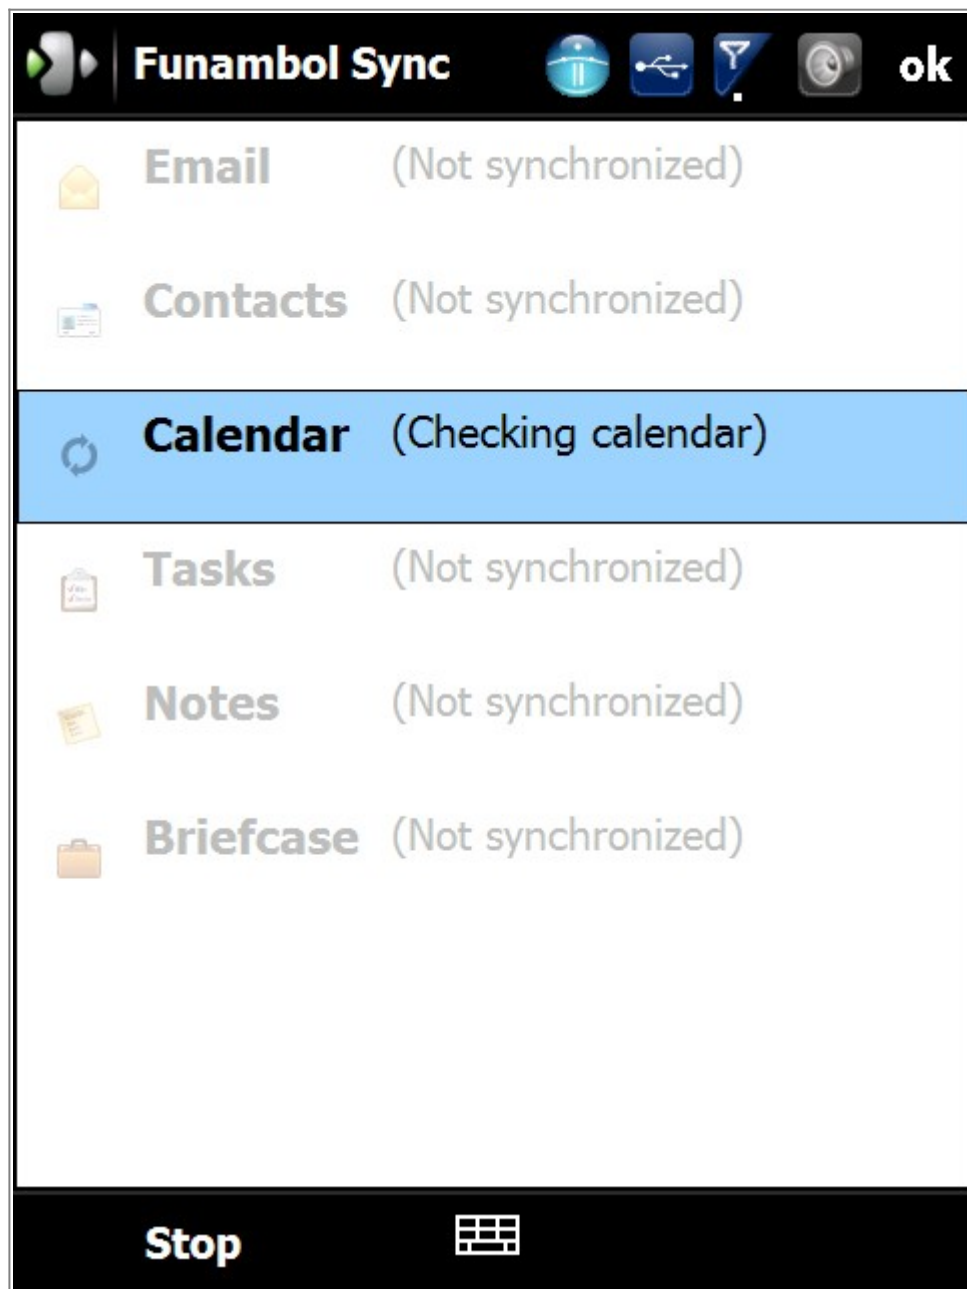 Funambol Sync ok
Email (Not synchronized)
Contacts (Not synchronized)
Calendar (Checking calendar)
Tasks (Not synchronized)
Notes (Not synchronized)
Briefcase (Not synchronized)
Stop